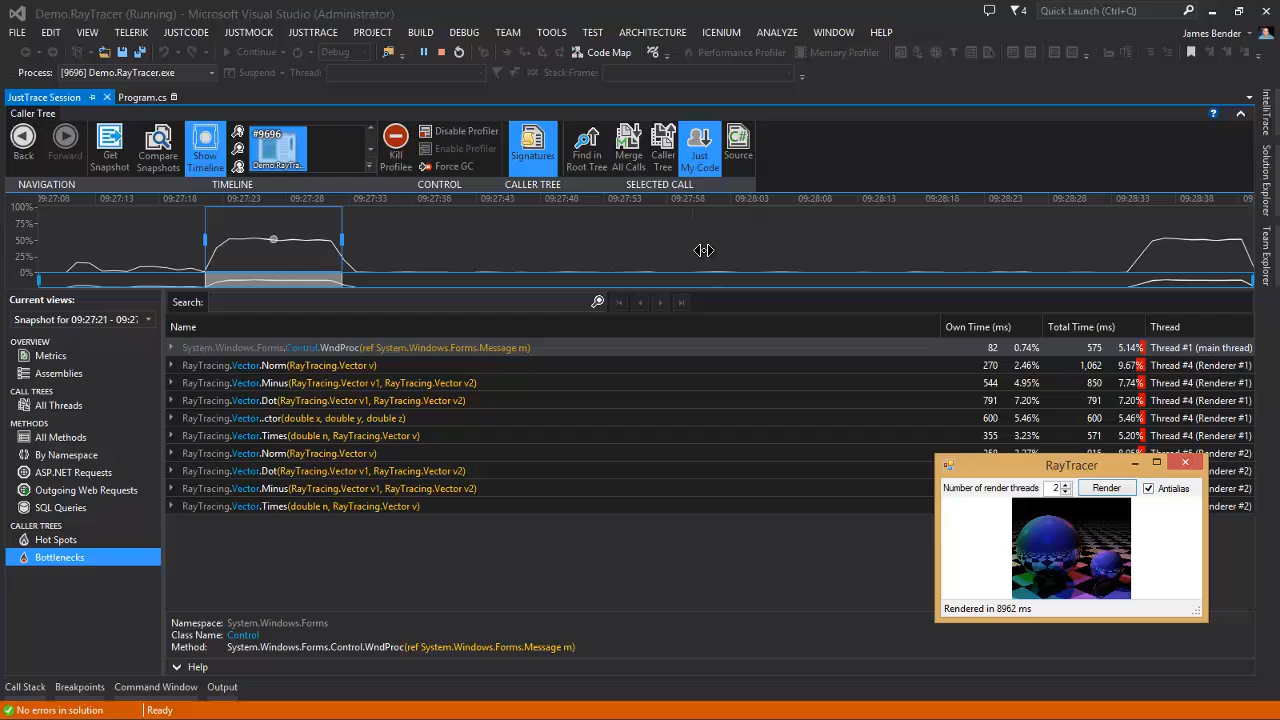 Demo.RayTracer (Running) - Microsoft Visual Studio (Administrator)
4
Quick Launch (Ctrl+Q)
FILE EDIT VIEW TELERIK JUSTCODE JUSTMOCK JUSTTRACE PROJECT BUILD DEBUG TEAM TOOLS TEST ARCHITECTURE ICENIUM ANALYZE WINDOW HELP
James Bender
Continue Debug Code Map Performance Profiler Memory Profiler
Process: [9696] Demo.RayTracer.exe Suspend Thread: Stack Frame:
JustTrace Session Program.cs
Caller Tree
Back Forward Get Snapshot Compare Snapshots Show Timeline
#9696
Demo.RayTra...
Kill Profiler
Disable Profiler
Enable Profiler
Force GC
Signatures
Find in Root Tree Merge All Calls Caller Tree Just My Code Source
C#
NAVIGATION TIMELINE CONTROL CALLER TREE SELECTED CALL
09:27:08 09:27:13 09:27:18 09:27:23 09:27:28 09:27:33 09:27:38 09:27:43 09:27:48 09:27:53 09:27:58 09:28:03 09:28:08 09:28:13 09:28:18 09:28:23 09:28:28 09:28:33 09:28:38 09:
100%
75%
50%
25%
0%
Current views:
Snapshot for 09:27:21 - 09:27:
OVERVIEW
Metrics
Assemblies
CALL TREES
All Threads
METHODS
All Methods
By Namespace
ASP.NET Requests
Outgoing Web Requests
SQL Queries
CALLER TREES
Hot Spots
Bottlenecks
Search:
Name Own Time (ms) Total Time (ms) Thread
System.Windows.Forms.Control.WndProc(ref System.Windows.Forms.Message m) 82 0.74% 575 5.14% Thread #1 (main thread)
RayTracing.Vector.Norm(RayTracing.Vector v) 270 2.46% 1,062 9.67% Thread #4 (Renderer #1)
RayTracing.Vector.Minus(RayTracing.Vector v1, RayTracing.Vector v2) 544 4.95% 850 7.74% Thread #4 (Renderer #1)
RayTracing.Vector.Dot(RayTracing.Vector v1, RayTracing.Vector v2) 791 7.20% 791 7.20% Thread #4 (Renderer #1)
RayTracing.Vector..ctor(double x, double y, double z) 600 5.46% 600 5.46% Thread #4 (Renderer #1)
RayTracing.Vector.Times(double n, RayTracing.Vector v) 355 3.23% 571 5.20% Thread #4 (Renderer #1)
RayTracing.Vector.Norm(RayTracing.Vector v)
RayTracing.Vector.Dot(RayTracing.Vector v1, RayTracing.Vector v2) #2)
RayTracing.Vector.Minus(RayTracing.Vector v1, RayTracing.Vector v2) #2)
RayTracing.Vector.Times(double n, RayTracing.Vector v) #2)
RayTracer
Number of render threads 2 Render Antialias
Rendered in 8962 ms
Namespace: System.Windows.Forms
Class Name: Control
Method: System.Windows.Forms.Control.WndProc(ref System.Windows.Forms.Message m)
Help
Call Stack Breakpoints Command Window Output
No errors in solution Ready
IntelliTrace
Solution Explorer
Server Explorer
Team Explorer